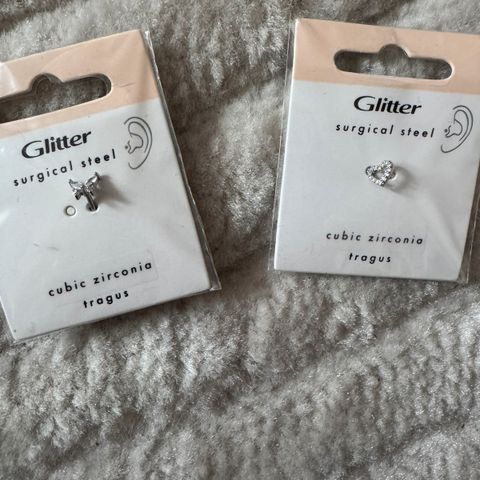 Glitter
surgical steel
cubic zirconia
tragus
Glitter
surgical steel
cubic zirconia
tragus